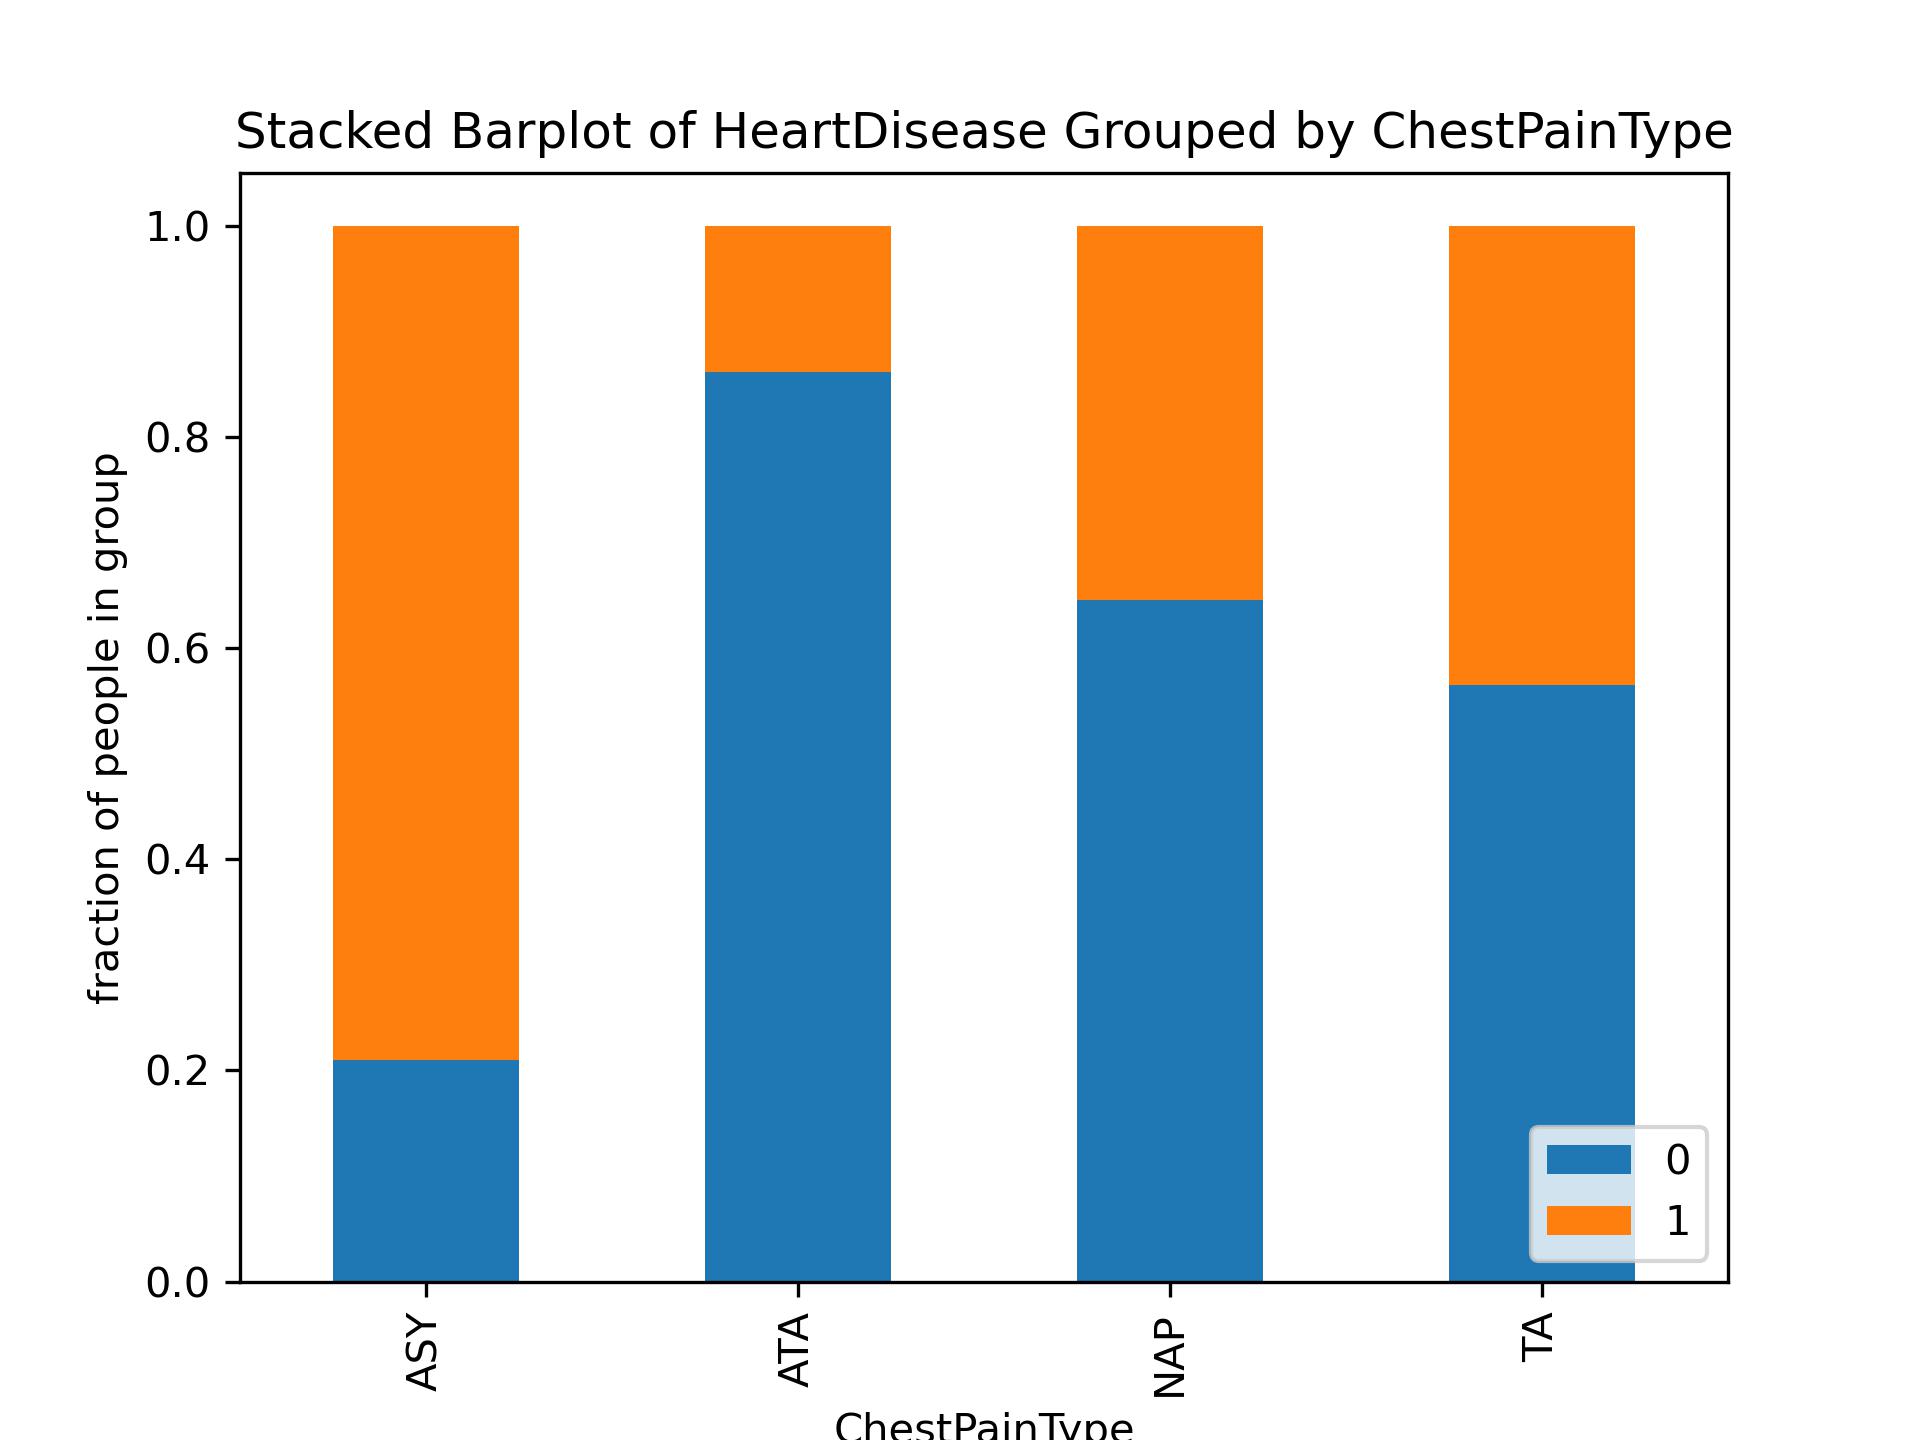 Stacked Barplot of HeartDisease Grouped by ChestPainType
fraction of people in group
1.0
0.8
0.6
0.4
0.2
0.0
0
1
ASY
ATA
NAP
TA
ChestPainType